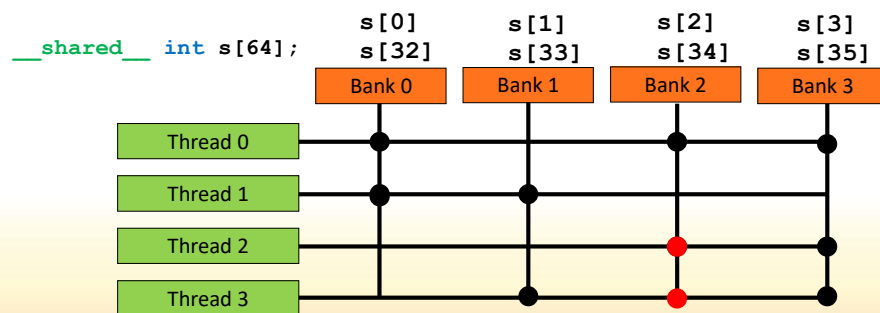 s[0] s[1] s[2] s[3]
__shared__ int s[64]; s[32] s[33] s[34] s[35]
Bank 0 Bank 1 Bank 2 Bank 3
Thread 0
Thread 1
Thread 2
Thread 3